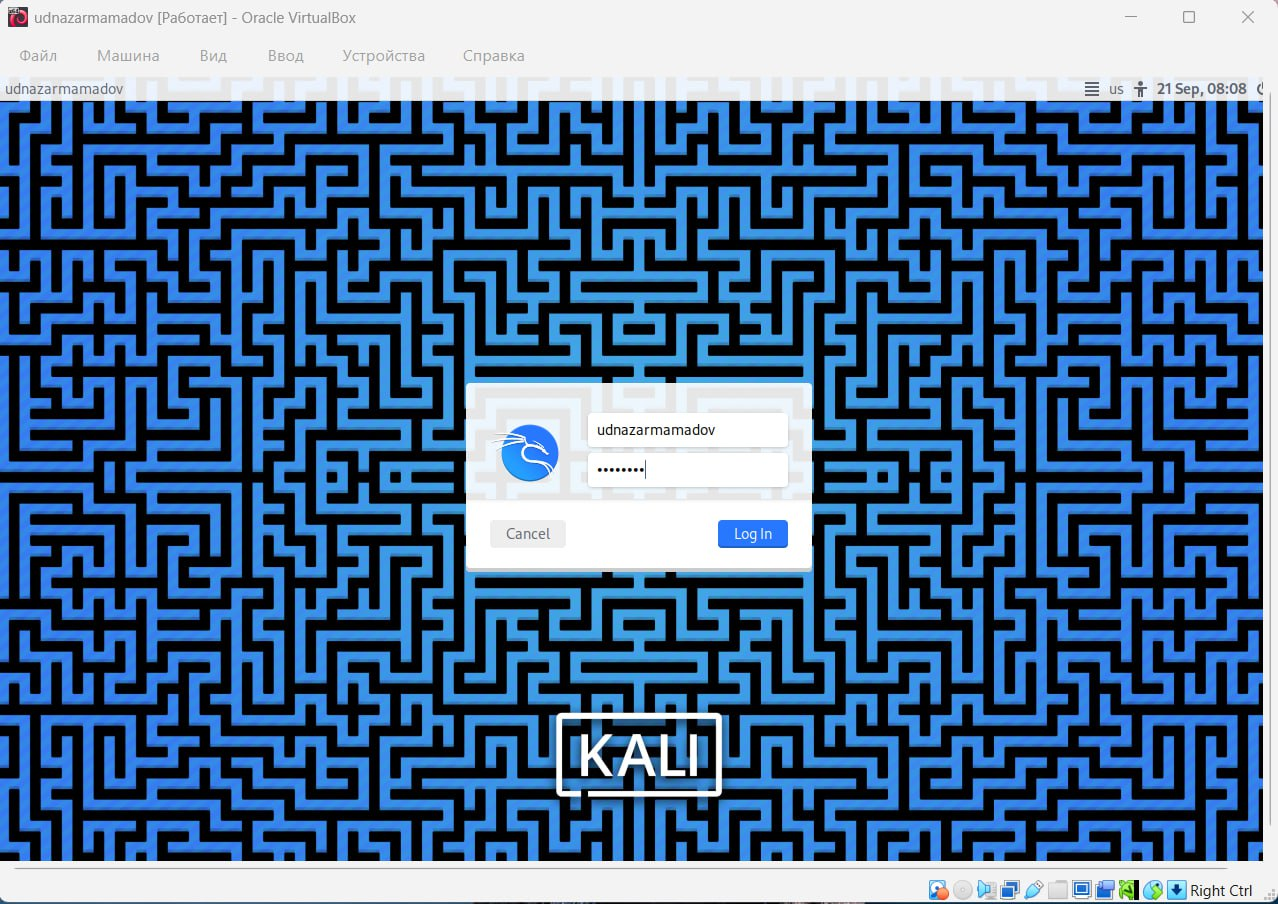 udnazarmamadov [Работает] - Oracle VirtualBox
Файл Машина Вид Ввод Устройства Справка
udnazarmamadov us 21 Sep, 08:08
udnazarmamadov
••••••••
Cancel Log In
KALI
Right Ctrl